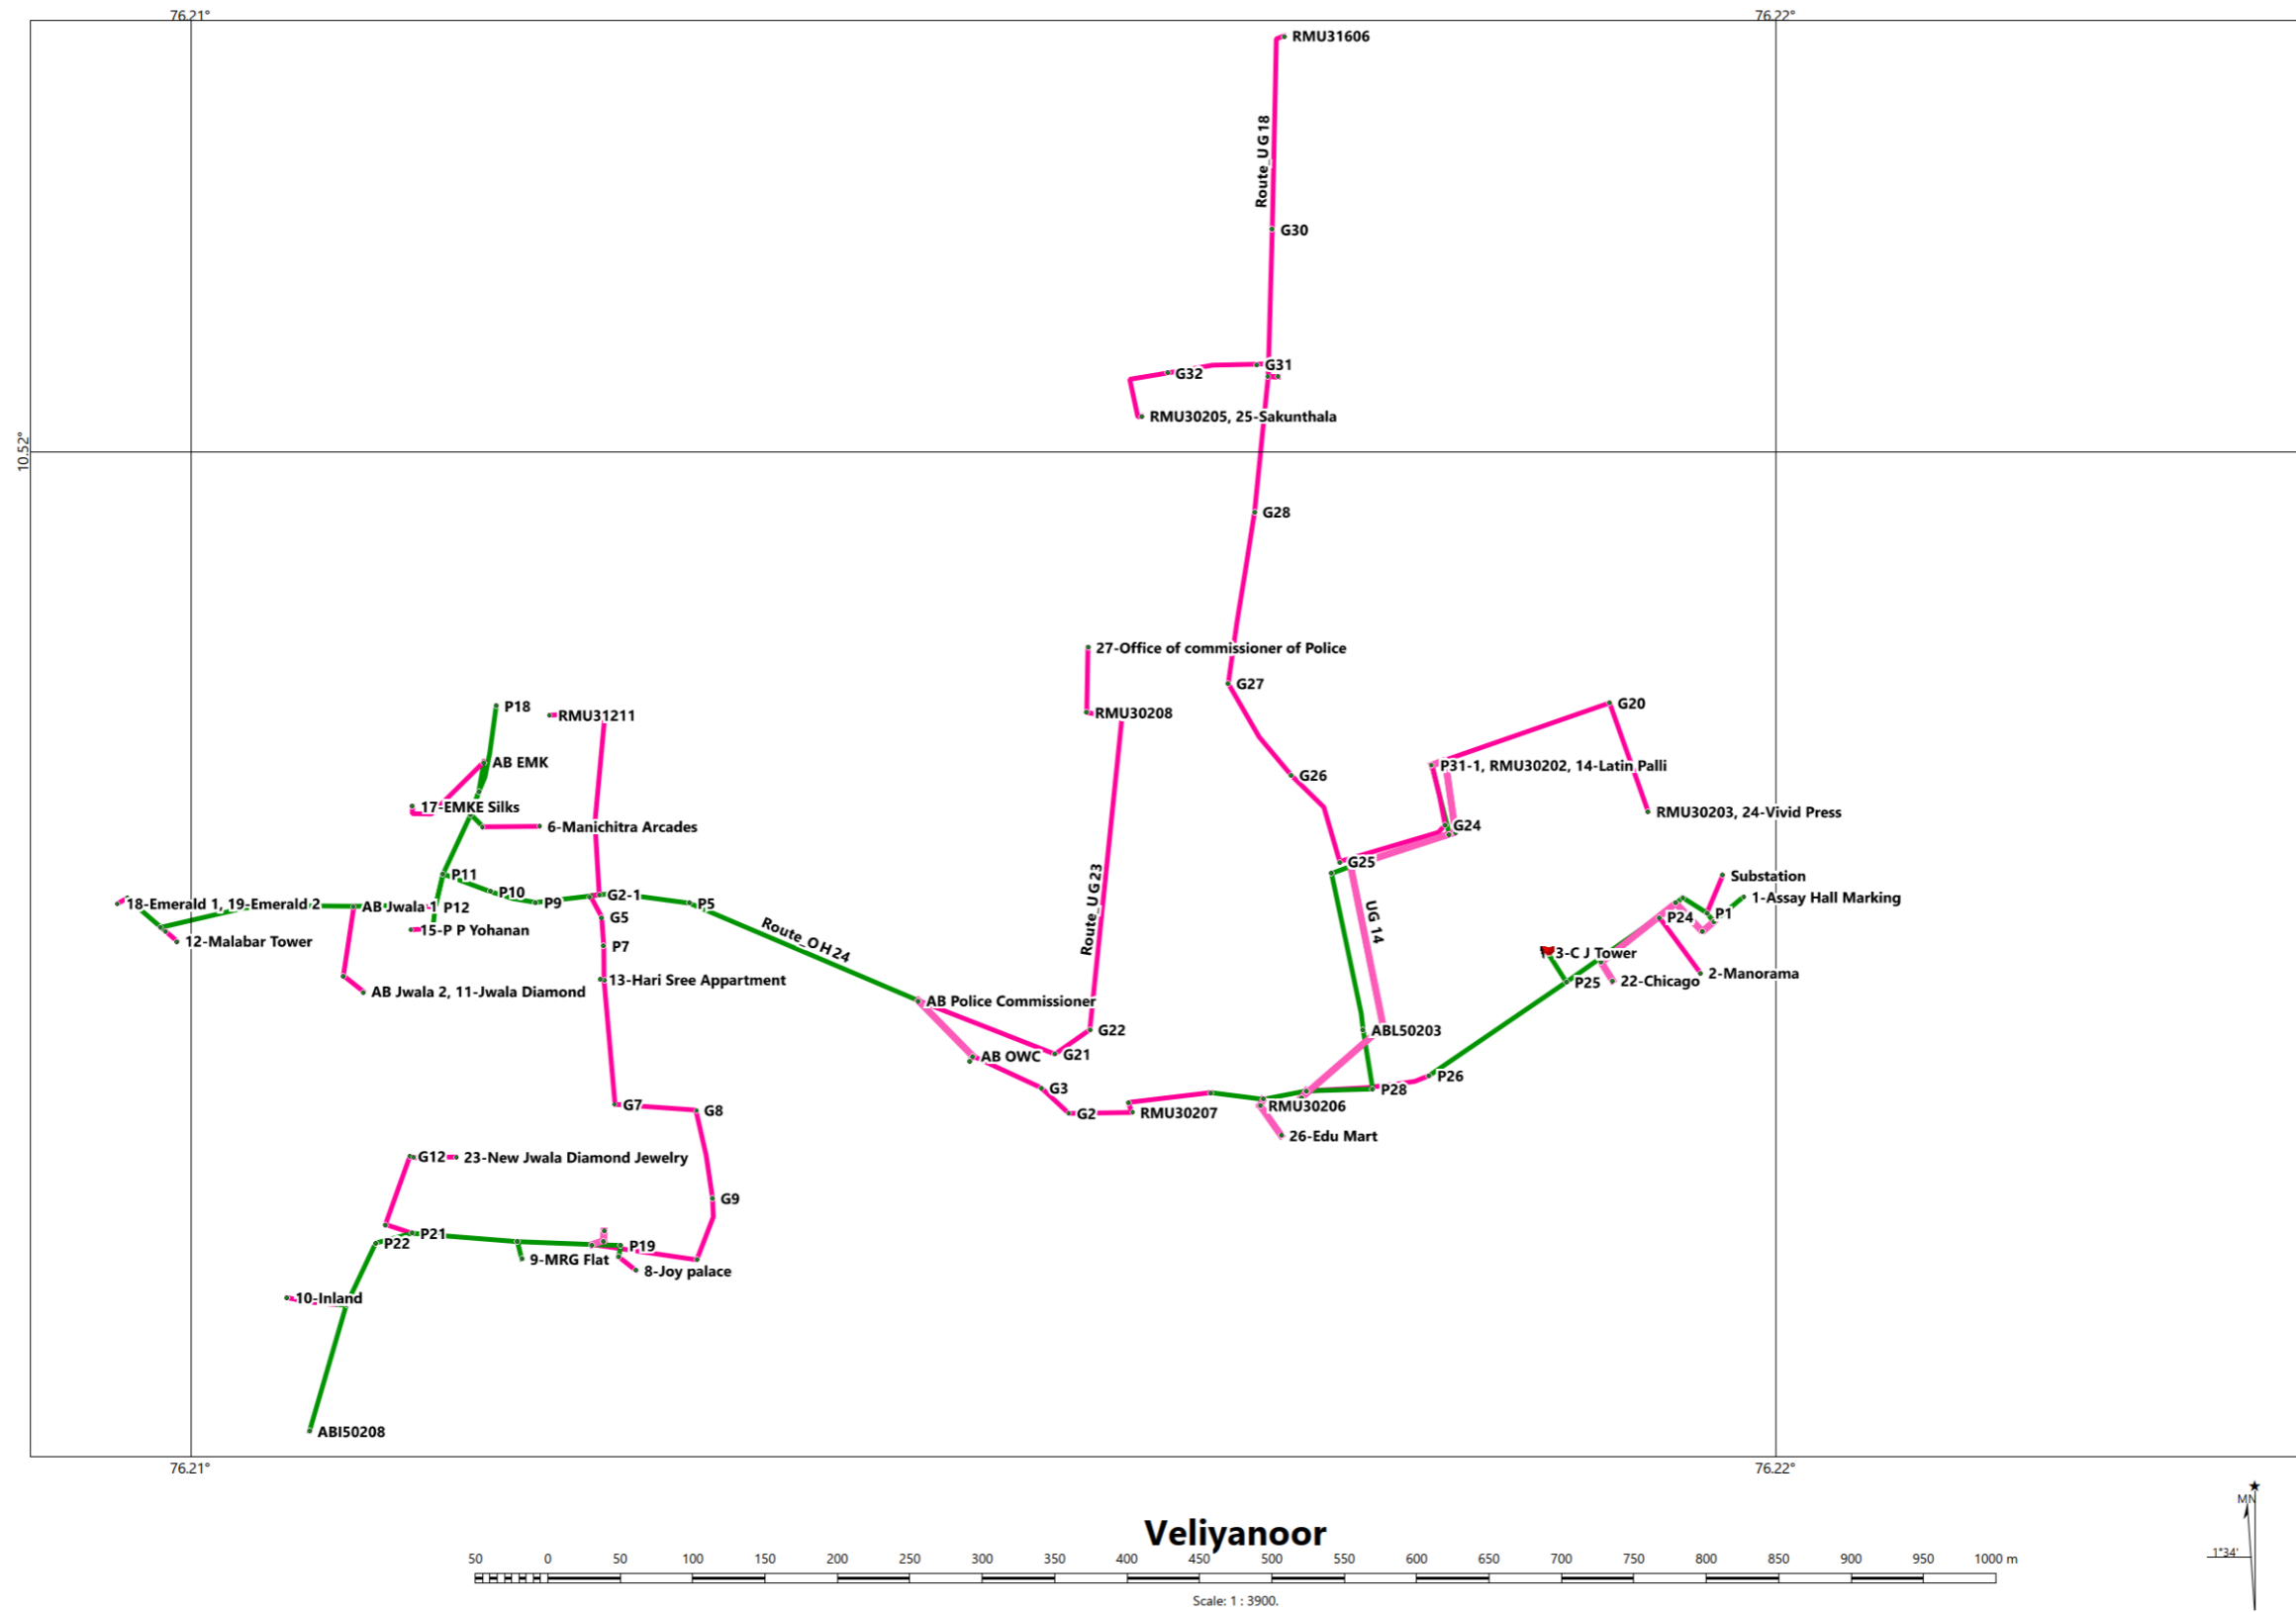 76.21°
76.22°
RMU31606
Route_UG18
G30
G31
G32
RMU30205, 25-Sakunthala
10.52°
G28
27-Office of commissioner of Police
G27
P18
RMU31211
RMU30208
G20
AB EMK
P31-1, RMU30202, 14-Latin Palli
G26
17-EMKE Silks
RMU30203, 24-Vivid Press
6-Manichitra Arcades
G24
G25
P11
Substation
P10
G2-1
18-Emerald 1, 19-Emerald 2
AB Jwala 1
P12
P9
P5
1-Assay Hall Marking
G5
P24
P1
Route_UG23
UG 14
15-P P Yohanan
12-Malabar Tower
P7
Route_OH24
3-C J Tower
13-Hari Sree Appartment
22-Chicago
2-Manorama
P25
AB Jwala 2, 11-Jwala Diamond
AB Police Commissioner
G22
ABL50203
AB OWC
G21
P26
G3
P28
G7
G8
G2
RMU30207
RMU30206
26-Edu Mart
G12
23-New Jwala Diamond Jewelry
G9
P21
P22
P19
9-MRG Flat
8-Joy palace
10-Inland
ABI50208
76.21°
76.22°
MN
1°34'
Veliyanoor
50 0 50 100 150 200 250 300 350 400 450 500 550 600 650 700 750 800 850 900 950 1000 m
Scale: 1 : 3900.